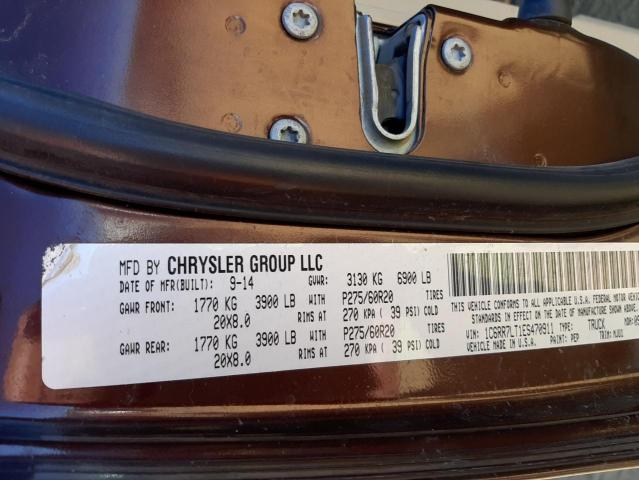 MFD BY CHRYSLER GROUP LLC
DATE OF MFR(BUILT): 9-14 GVWR: 3130 KG 6900 LB
GAWR FRONT: 1770 KG 3900 LB WITH P275/60R20 TIRES
20X8.0 RIMS AT 270 KPA ( 39 PSI) COLD
GAWR REAR: 1770 KG 3900 LB WITH P275/60R20 TIRES
20X8.0 RIMS AT 270 KPA ( 39 PSI) COLD
THIS VEHICLE CONFORMS TO ALL APPLICABLE U.S.A. FEDERAL MOTOR VEHICLE
STANDARDS IN EFFECT ON THE DATE OF MANUFACTURE SHOWN ABOVE
VIN: 1C6RR7LT1ES470911 TYPE: TRUCK
VEHICLE MADE IN U.S.A. PAINT: PEP TRIM: